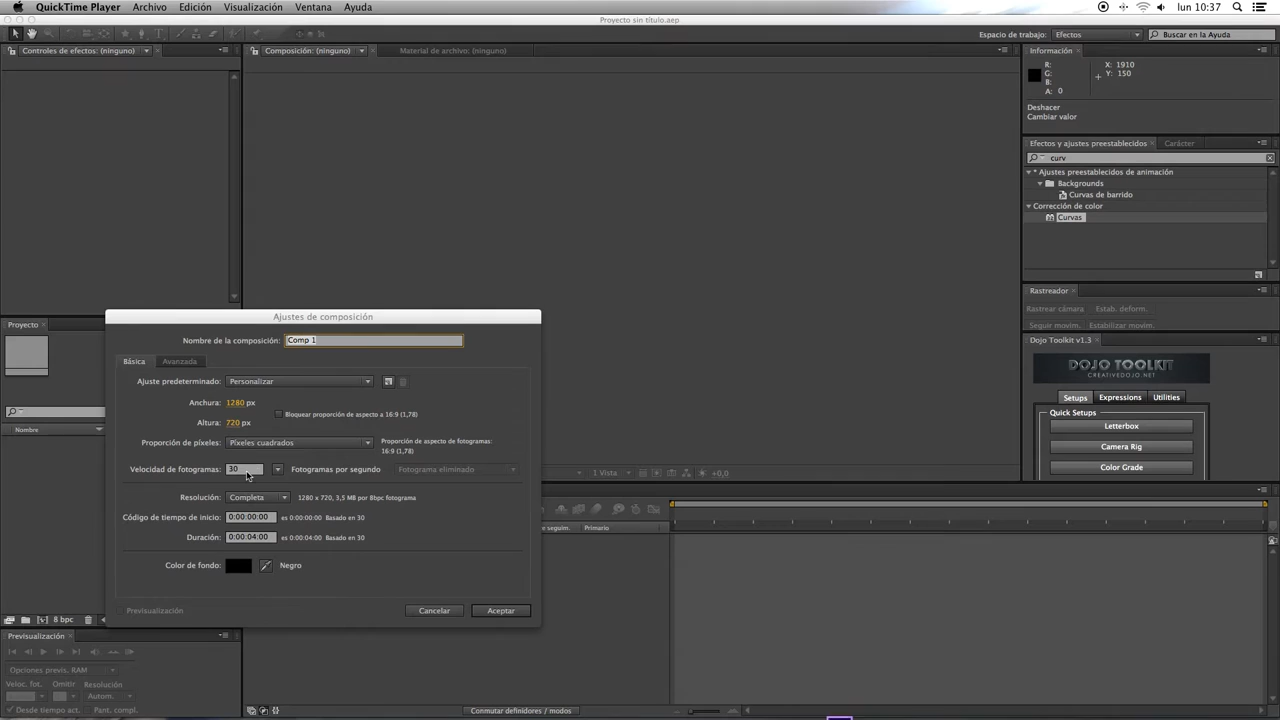 QuickTime Player Archivo Edición Visualización Ventana Ayuda lun 10:37
Proyecto sin título.aep
Espacio de trabajo: Efectos Buscar en la Ayuda
Controles de efectos: (ninguno) Composición: (ninguno) Material de archivo: (ninguno) Información
R: X: 1910
G: Y: 150
B:
A: 0
Deshacer
Cambiar valor
Efectos y ajustes preestablecidos Carácter
curv
* Ajustes preestablecidos de animación
Backgrounds
Curvas de barrido
Corrección de color
Curvas
Rastreador
Rastrear cámara Estab. deform.
Seguir movim. Estabilizar movim.
Dojo Toolkit v1.3
DOJO TOOLKIT
CREATIVEDOJO.NET
Setups Expressions Utilities
Quick Setups
Letterbox
Camera Rig
Color Grade
Proyecto
Nombre
Ajustes de composición
Nombre de la composición: Comp 1
Básica Avanzada
Ajuste predeterminado: Personalizar
Anchura: 1280 px
Bloquear proporción de aspecto a 16:9 (1,78)
Altura: 720 px
Proporción de píxeles: Píxeles cuadrados Proporción de aspecto de fotogramas:
16:9 (1,78)
Velocidad de fotogramas: 30 Fotogramas por segundo Fotograma eliminado
Resolución: Completa 1280 x 720, 3,5 MB por 8bpc fotograma
Código de tiempo de inicio: 0:00:00:00 es 0:00:00:00 Basado en 30
Duración: 0:00:04:00 es 0:00:04:00 Basado en 30
Color de fondo: Negro
Previsualización Cancelar Aceptar
1 Vista +0,0
8 bpc
Primario
Previsualización
Opciones previs. RAM
Veloc. fot. Omitir Resolución
Autom.
Desde tiempo act. Pant. compl.
Conmutar definidores / modos